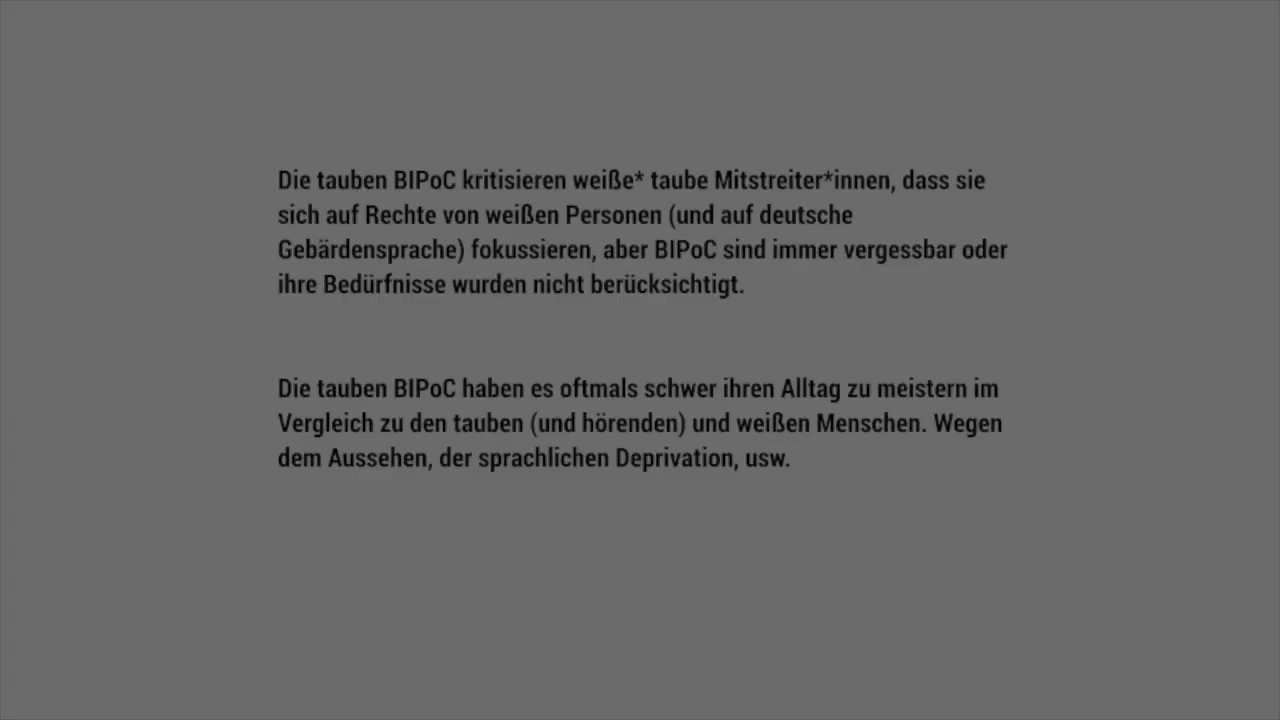 Die tauben BIPoC kritisieren weiße* taube Mitstreiter*innen, dass sie
sich auf Rechte von weißen Personen (und auf deutsche
Gebärdensprache) fokussieren, aber BIPoC sind immer vergessbar oder
ihre Bedürfnisse wurden nicht berücksichtigt.
Die tauben BIPoC haben es oftmals schwer ihren Alltag zu meistern im
Vergleich zu den tauben (und hörenden) und weißen Menschen. Wegen
dem Aussehen, der sprachlichen Deprivation, usw.